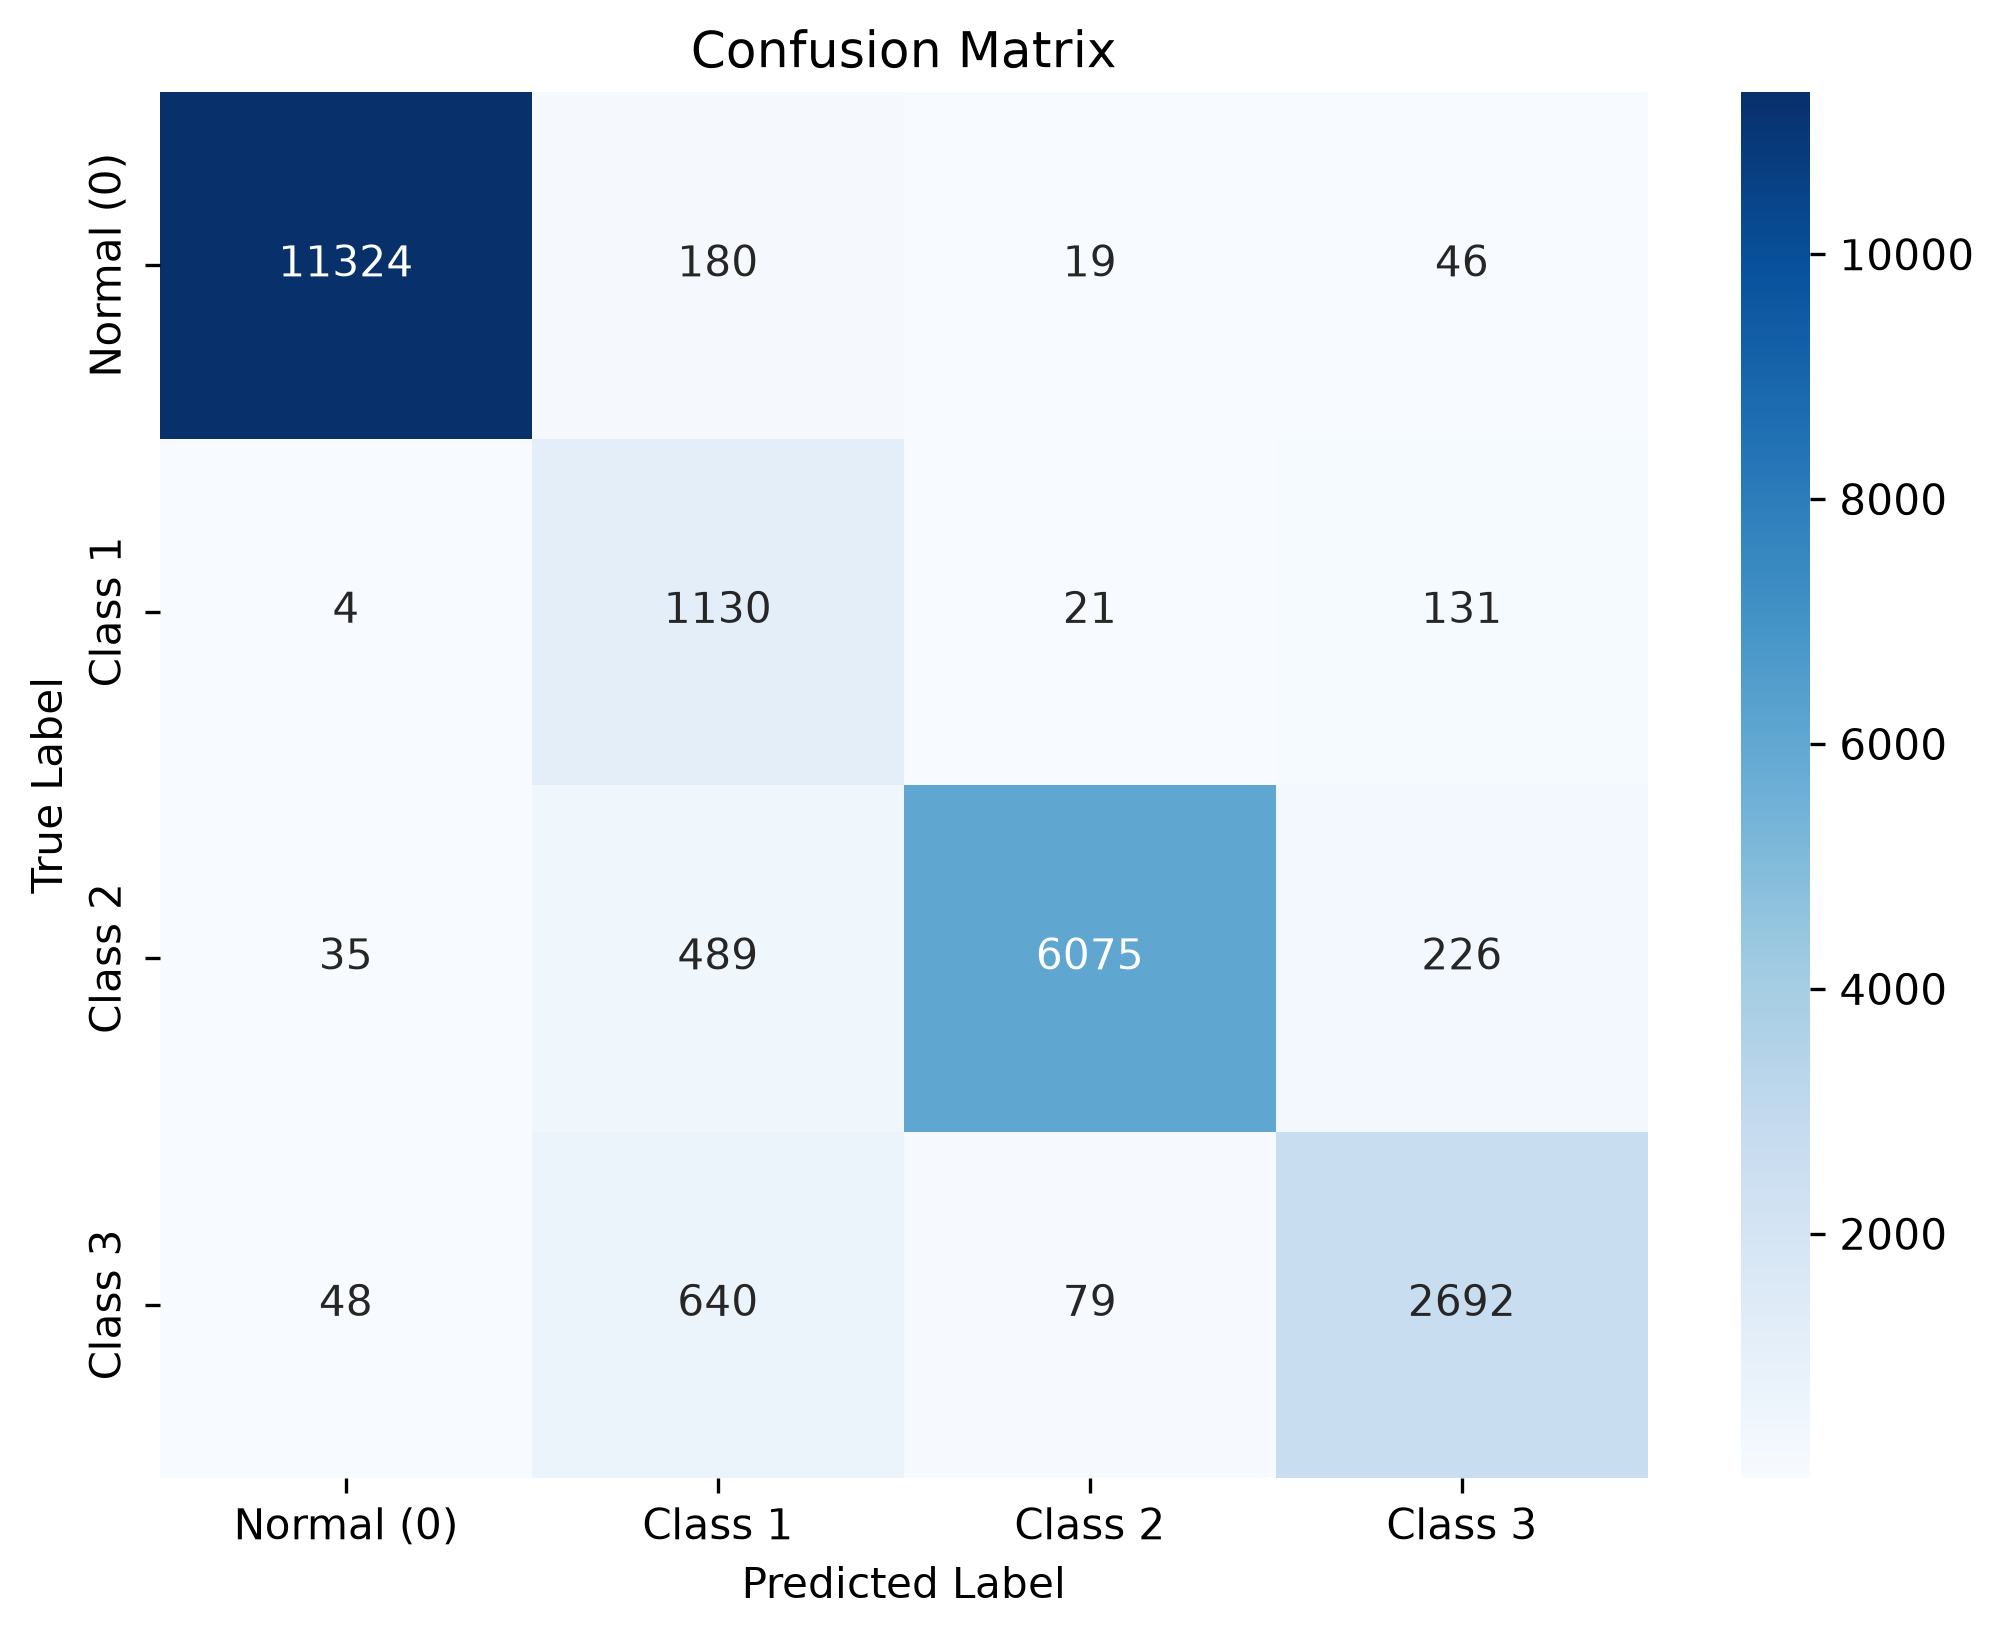 Confusion Matrix
True Label
Normal (0)
11324 180 19 46
Class 1
4 1130 21 131
Class 2
35 489 6075 226
Class 3
48 640 79 2692
Normal (0) Class 1 Class 2 Class 3
Predicted Label
10000
8000
6000
4000
2000